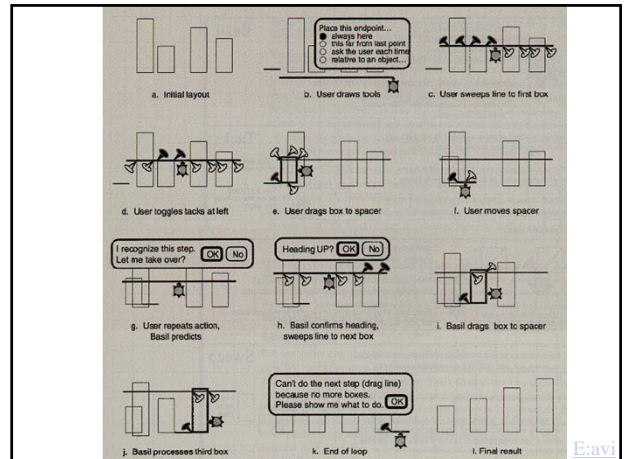 Place this endpoint...
always here
this far from last point
ask the user each time
relative to an object...
a. Initial layout
b. User draws tools
c. User sweeps line to first box
d. User toggles tacks at left
e. User drags box to spacer
f. User moves spacer
I recognize this step.
Let me take over? OK No
Heading UP? OK No
g. User repeats action,
Basil predicts
h. Basil confirms heading,
sweeps line to next box
i. Basil drags box to spacer
Can't do the next step (drag line)
because no more boxes.
Please show me what to do. OK
j. Basil processes third box
k. End of loop
l. Final result
E:avi